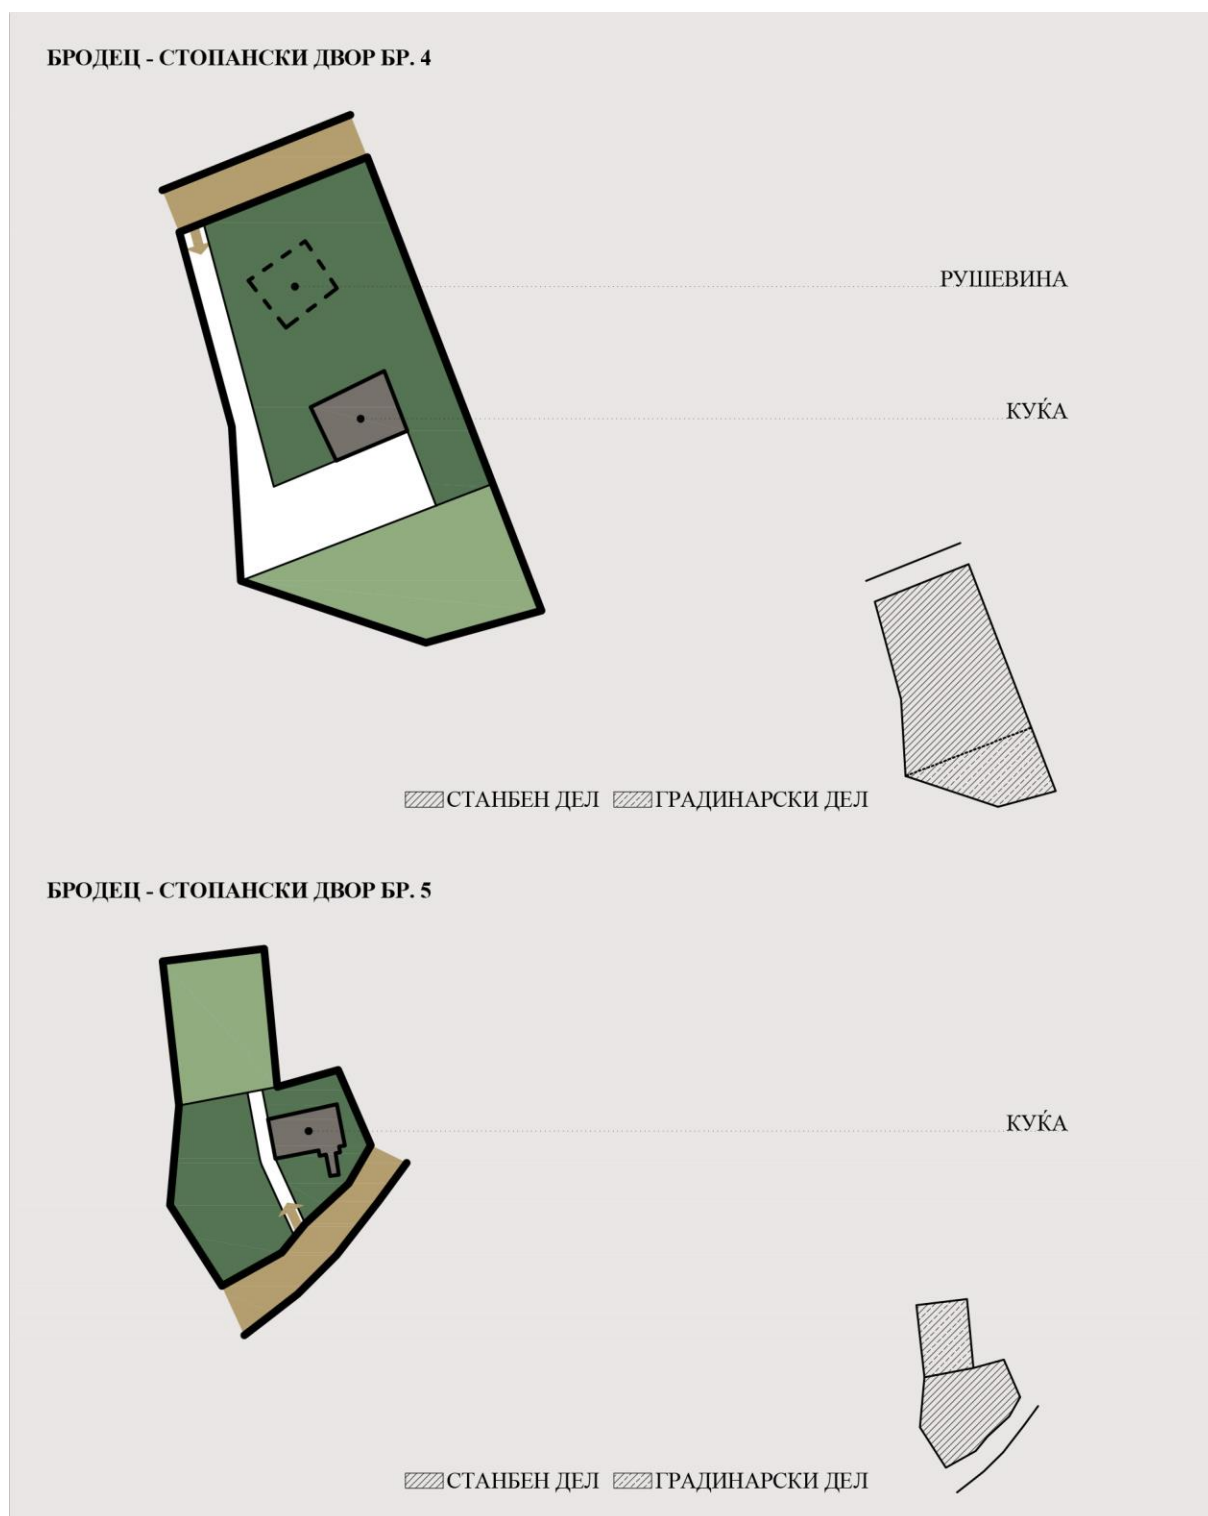 БРОДЕЦ - СТОПАНСКИ ДВОР БР. 4
РУШЕВИНА
КУЌА
СТАНБЕН ДЕЛ ГРАДИНАРСКИ ДЕЛ
БРОДЕЦ - СТОПАНСКИ ДВОР БР. 5
КУЌА
СТАНБЕН ДЕЛ ГРАДИНАРСКИ ДЕЛ